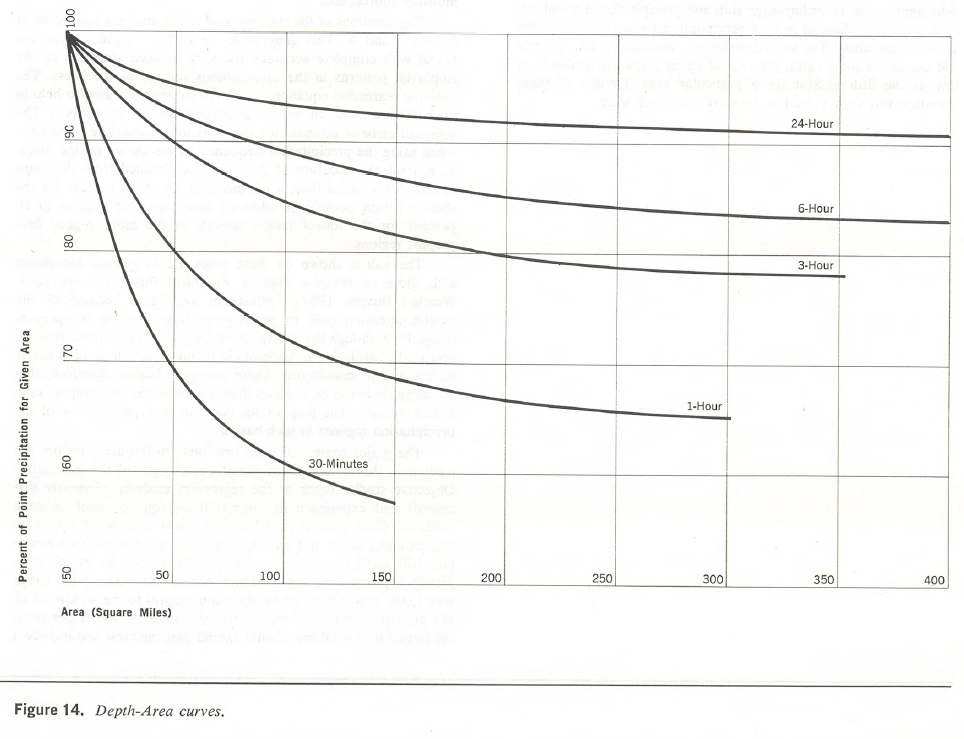 100
90
80
70
60
50
Percent of Point Precipitation for Given Area
24-Hour
6-Hour
3-Hour
1-Hour
30-Minutes
50 100 150 200 250 300 350 400
Area (Square Miles)
Figure 14. Depth-Area curves.